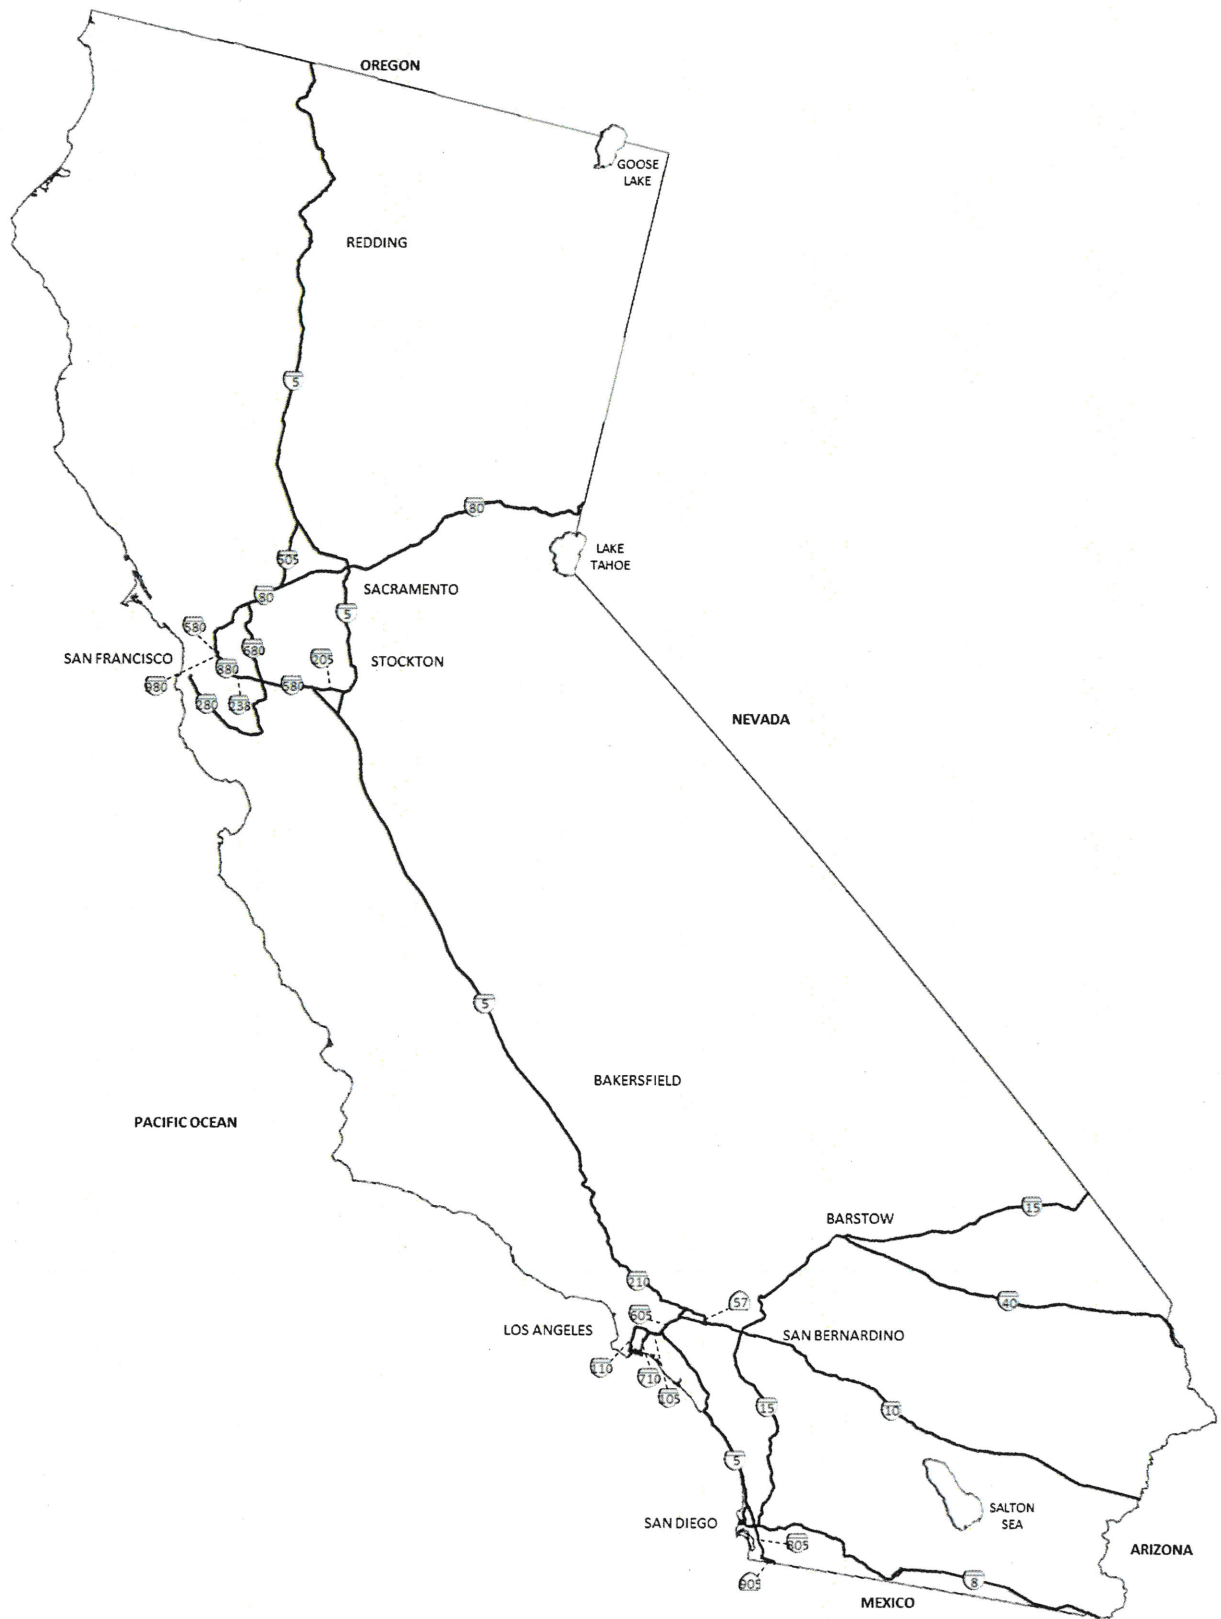 OREGON
GOOSE
LAKE
REDDING
5
80
LAKE
TAHOE
505
SACRAMENTO
80
5
580
680
SAN FRANCISCO
205
STOCKTON
880
980
580
280
238
NEVADA
5
BAKERSFIELD
PACIFIC OCEAN
15
BARSTOW
210
57
40
605
LOS ANGELES
SAN BERNARDINO
110
710
105
15
10
5
SALTON
SEA
SAN DIEGO
805
ARIZONA
905
8
MEXICO